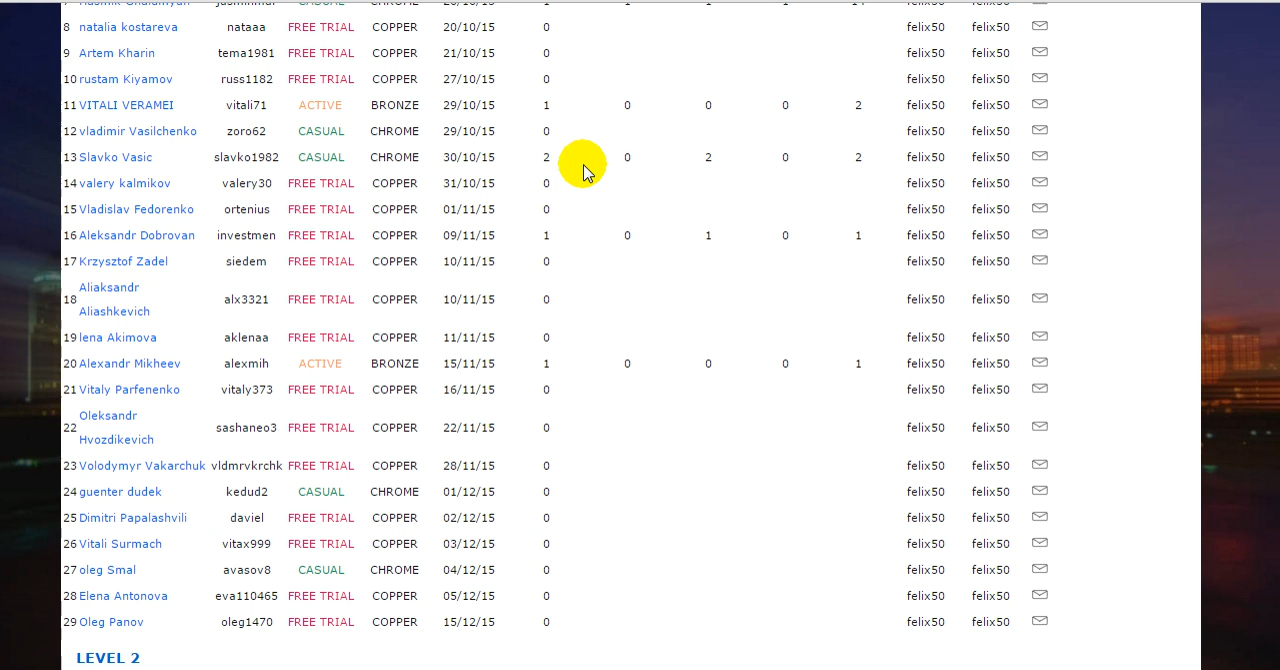 8 natalia kostareva nataaa FREE TRIAL COPPER 20/10/15 0 felix50 felix50
9 Artem Kharin tema1981 FREE TRIAL COPPER 21/10/15 0 felix50 felix50
10 rustam Kiyamov russ1182 FREE TRIAL COPPER 27/10/15 0 felix50 felix50
11 VITALI VERAMEI vitali71 ACTIVE BRONZE 29/10/15 1 0 0 0 2 felix50 felix50
12 vladimir Vasilchenko zoro62 CASUAL CHROME 29/10/15 0 felix50 felix50
13 Slavko Vasic slavko1982 CASUAL CHROME 30/10/15 2 0 2 0 2 felix50 felix50
14 valery kalmikov valery30 FREE TRIAL COPPER 31/10/15 0 felix50 felix50
15 Vladislav Fedorenko ortenius FREE TRIAL COPPER 01/11/15 0 felix50 felix50
16 Aleksandr Dobrovan investmen FREE TRIAL COPPER 09/11/15 1 0 1 0 1 felix50 felix50
17 Krzysztof Zadel siedem FREE TRIAL COPPER 10/11/15 0 felix50 felix50
Aliaksandr
18 alx3321 FREE TRIAL COPPER 10/11/15 0 felix50 felix50
Aliashkevich
19 lena Akimova aklenaa FREE TRIAL COPPER 11/11/15 0 felix50 felix50
20 Alexandr Mikheev alexmih ACTIVE BRONZE 15/11/15 1 0 0 0 1 felix50 felix50
21 Vitaly Parfenenko vitaly373 FREE TRIAL COPPER 16/11/15 0 felix50 felix50
Oleksandr
22 sashaneo3 FREE TRIAL COPPER 22/11/15 0 felix50 felix50
Hvozdikevich
23 Volodymyr Vakarchuk vldmrvkrchk FREE TRIAL COPPER 28/11/15 0 felix50 felix50
24 guenter dudek kedud2 CASUAL CHROME 01/12/15 0 felix50 felix50
25 Dimitri Papalashvili daviel FREE TRIAL COPPER 02/12/15 0 felix50 felix50
26 Vitali Surmach vitax999 FREE TRIAL COPPER 03/12/15 0 felix50 felix50
27 oleg Smal avasov8 CASUAL CHROME 04/12/15 0 felix50 felix50
28 Elena Antonova eva110465 FREE TRIAL COPPER 05/12/15 0 felix50 felix50
29 Oleg Panov oleg1470 FREE TRIAL COPPER 15/12/15 0 felix50 felix50
LEVEL 2